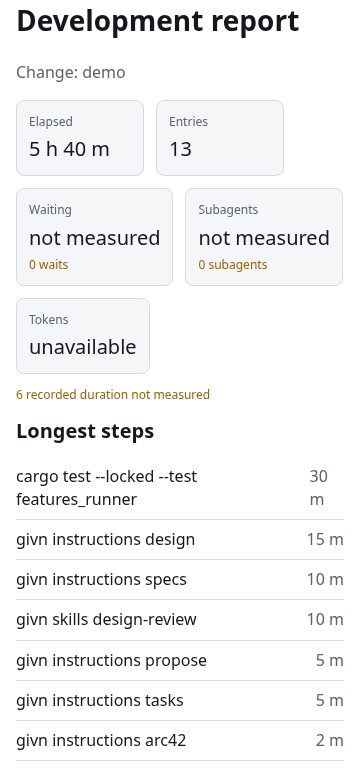 Development report
Change: demo
Elapsed
5 h 40 m
Entries
13
Waiting
not measured
0 waits
Subagents
not measured
0 subagents
Tokens
unavailable
6 recorded duration not measured
Longest steps
cargo test --locked --test
features_runner
30
m
givn instructions design
15 m
givn instructions specs
10 m
givn skills design-review
10 m
givn instructions propose
5 m
givn instructions tasks
5 m
givn instructions arc42
2 m